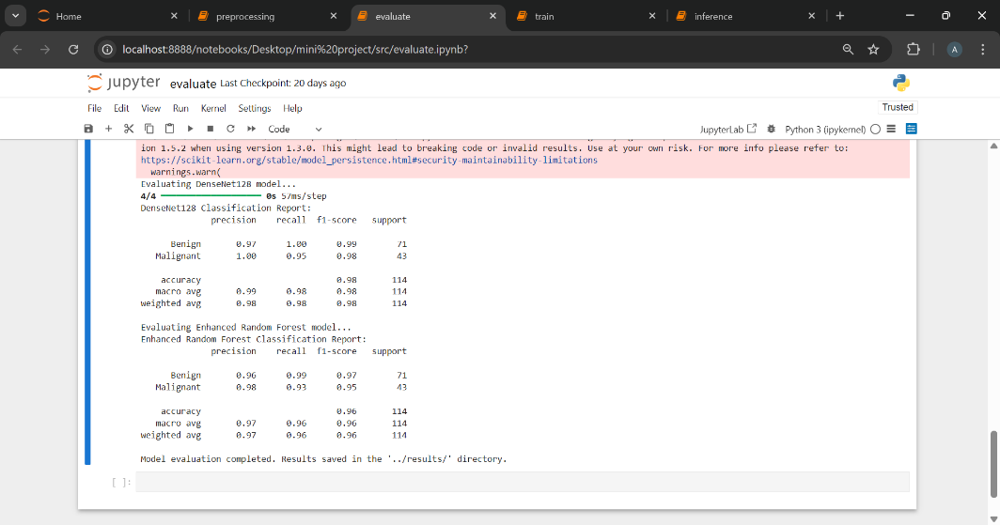 Home
preprocessing
evaluate
train
inference
localhost:8888/notebooks/Desktop/mini%20project/src/evaluate.ipynb?
A
jupyter evaluate Last Checkpoint: 20 days ago
File Edit View Run Kernel Settings Help
Trusted
Code
JupyterLab
Python 3 (ipykernel)
ion 1.5.2 when using version 1.3.0. This might lead to breaking code or invalid results. Use at your own risk. For more info please refer to:
https://scikit-learn.org/stable/model_persistence.html#security-maintainability-limitations
warnings.warn(
Evaluating DenseNet128 model...
4/4 0s 57ms/step
DenseNet128 Classification Report:
precision recall f1-score support
Benign 0.97 1.00 0.99 71
Malignant 1.00 0.95 0.98 43
accuracy 0.98 114
macro avg 0.99 0.98 0.98 114
weighted avg 0.98 0.98 0.98 114
Evaluating Enhanced Random Forest model...
Enhanced Random Forest Classification Report:
precision recall f1-score support
Benign 0.96 0.99 0.97 71
Malignant 0.98 0.93 0.95 43
accuracy 0.96 114
macro avg 0.97 0.96 0.96 114
weighted avg 0.97 0.96 0.96 114
Model evaluation completed. Results saved in the '../results/' directory.
[ ]: